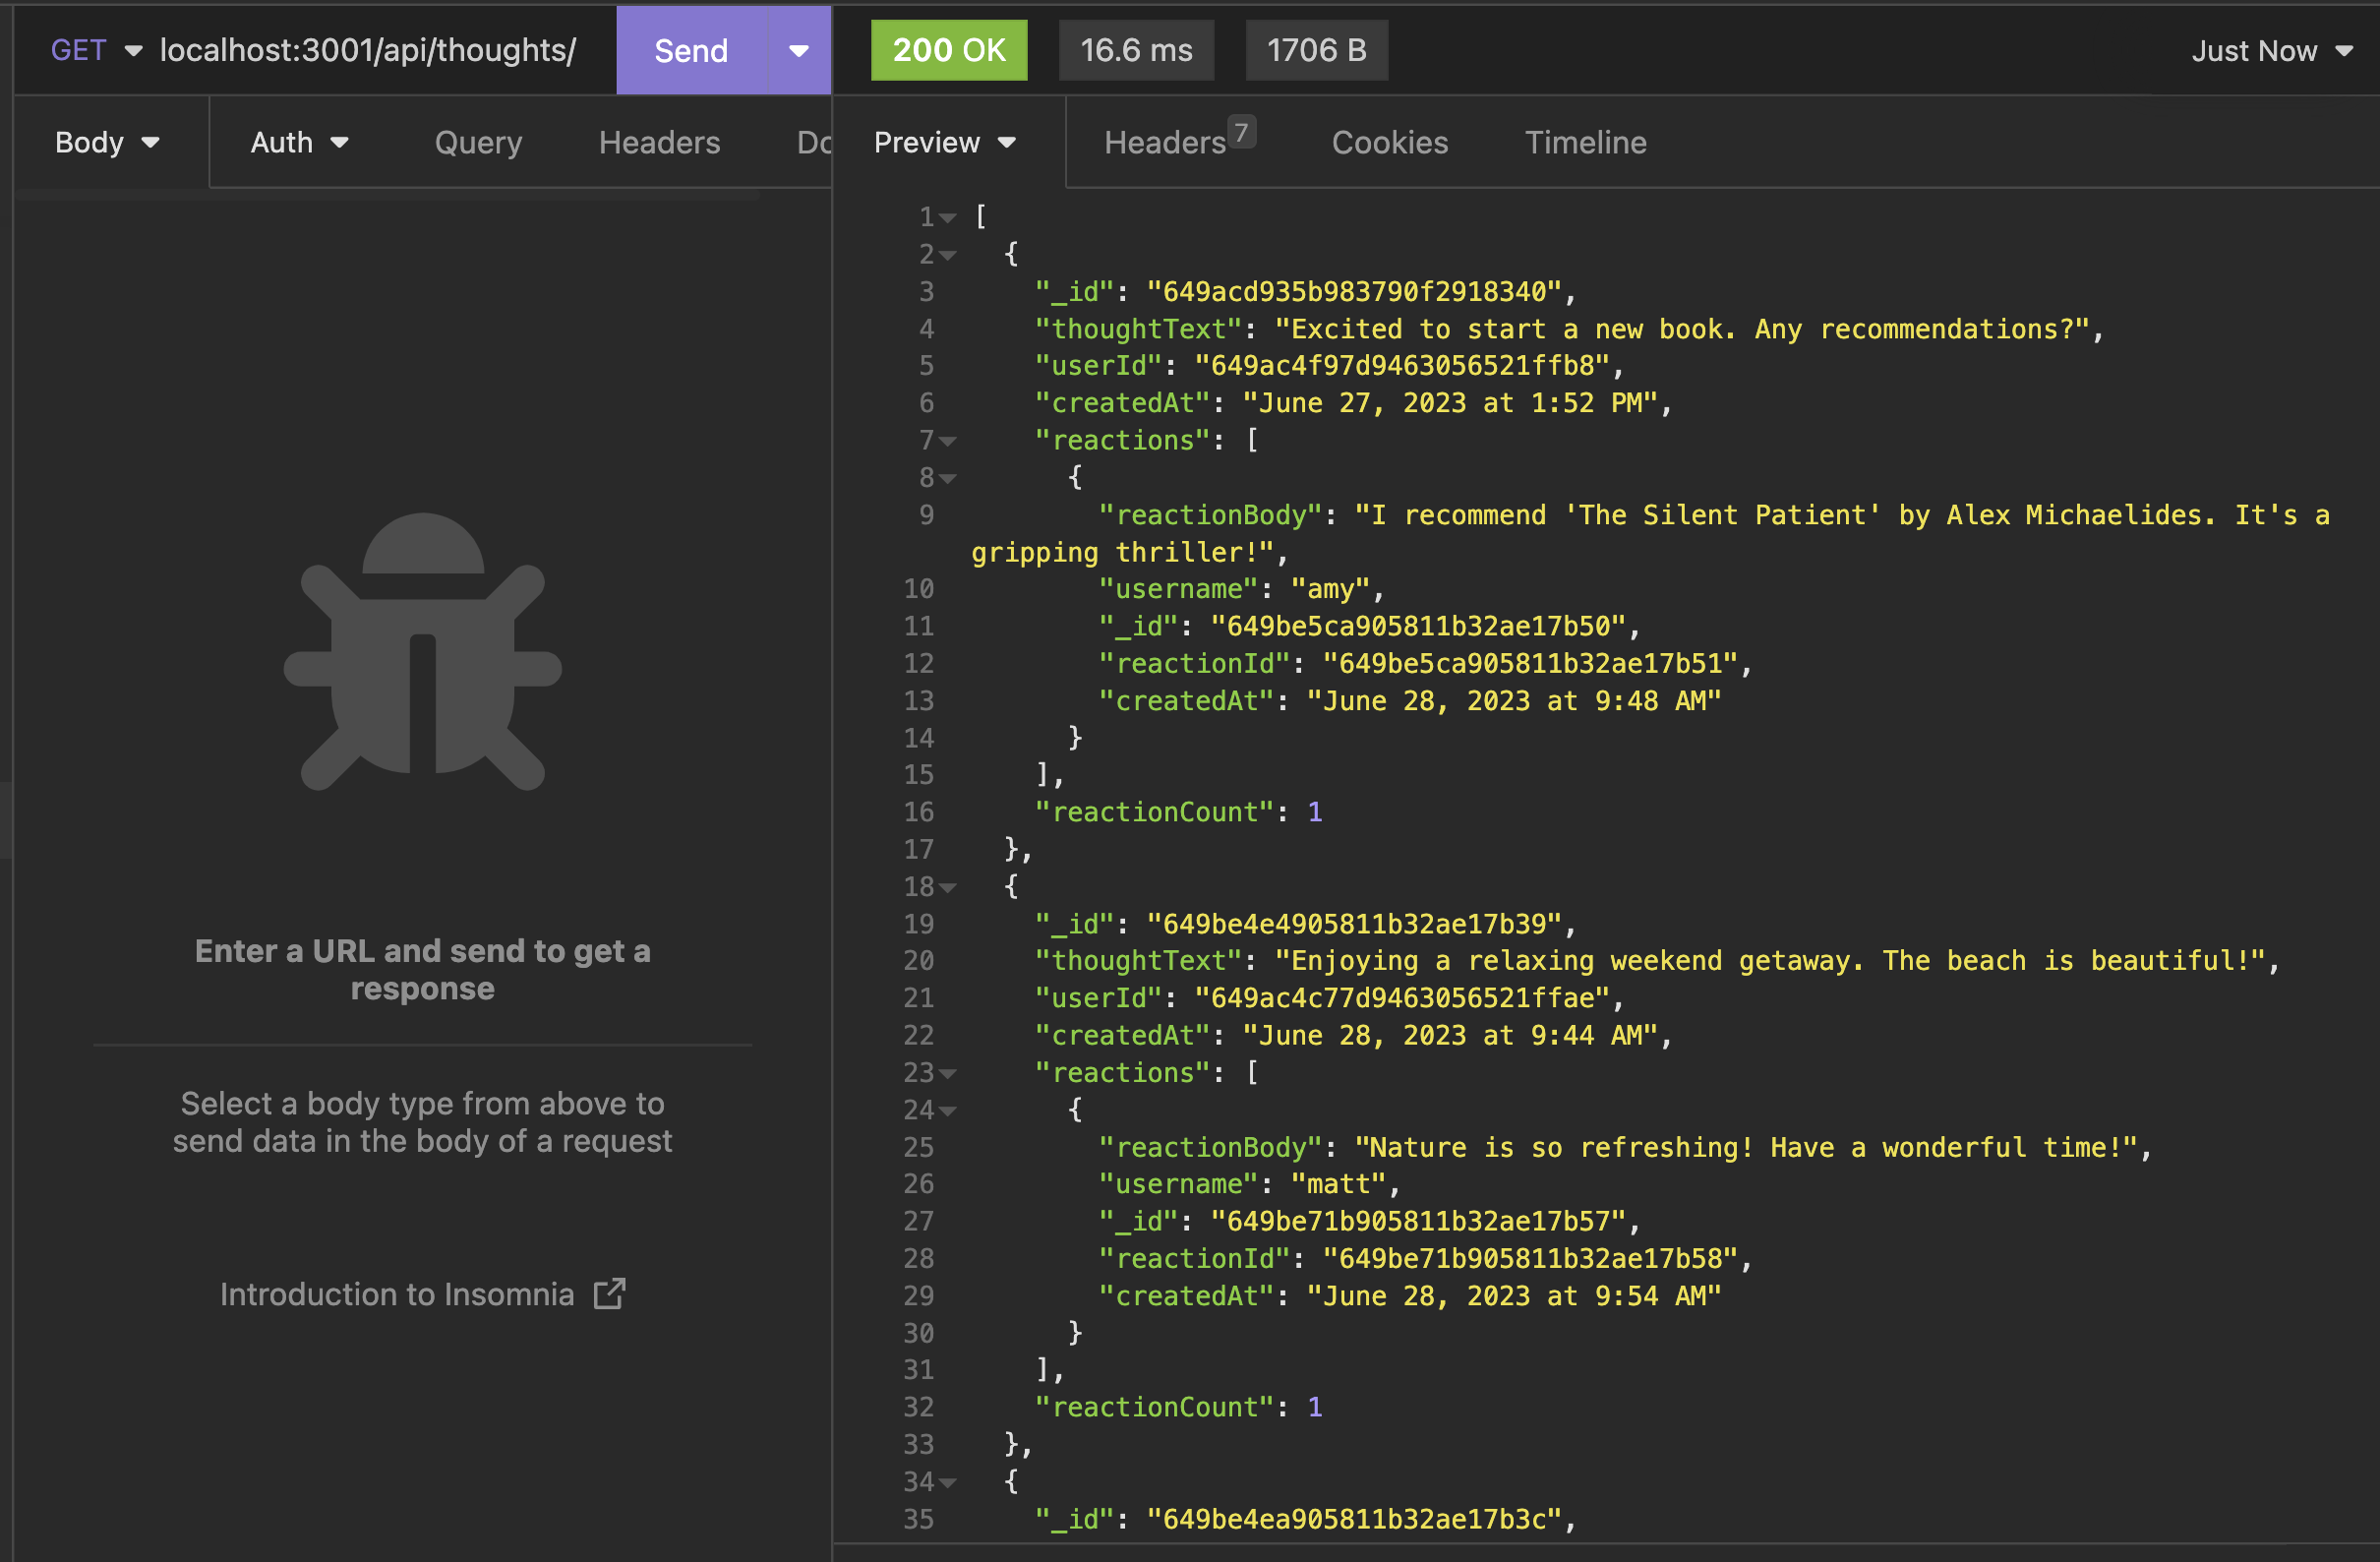 GET localhost:3001/api/thoughts/ Send 200 OK 16.6 ms 1706 B Just Now
Body Auth Query Headers Do
Enter a URL and send to get a
response
Select a body type from above to
send data in the body of a request
Introduction to Insomnia
Preview Headers 7 Cookies Timeline
1 [
2 {
3 "_id": "649acd935b983790f2918340",
4 "thoughtText": "Excited to start a new book. Any recommendations?",
5 "userId": "649ac4f97d9463056521ffb8",
6 "createdAt": "June 27, 2023 at 1:52 PM",
7 "reactions": [
8 {
9 "reactionBody": "I recommend 'The Silent Patient' by Alex Michaelides. It's a
gripping thriller!",
10 "username": "amy",
11 "_id": "649be5ca905811b32ae17b50",
12 "reactionId": "649be5ca905811b32ae17b51",
13 "createdAt": "June 28, 2023 at 9:48 AM"
14 }
15 ],
16 "reactionCount": 1
17 },
18 {
19 "_id": "649be4e4905811b32ae17b39",
20 "thoughtText": "Enjoying a relaxing weekend getaway. The beach is beautiful!",
21 "userId": "649ac4c77d9463056521ffae",
22 "createdAt": "June 28, 2023 at 9:44 AM",
23 "reactions": [
24 {
25 "reactionBody": "Nature is so refreshing! Have a wonderful time!",
26 "username": "matt",
27 "_id": "649be71b905811b32ae17b57",
28 "reactionId": "649be71b905811b32ae17b58",
29 "createdAt": "June 28, 2023 at 9:54 AM"
30 }
31 ],
32 "reactionCount": 1
33 },
34 {
35 "_id": "649be4ea905811b32ae17b3c",